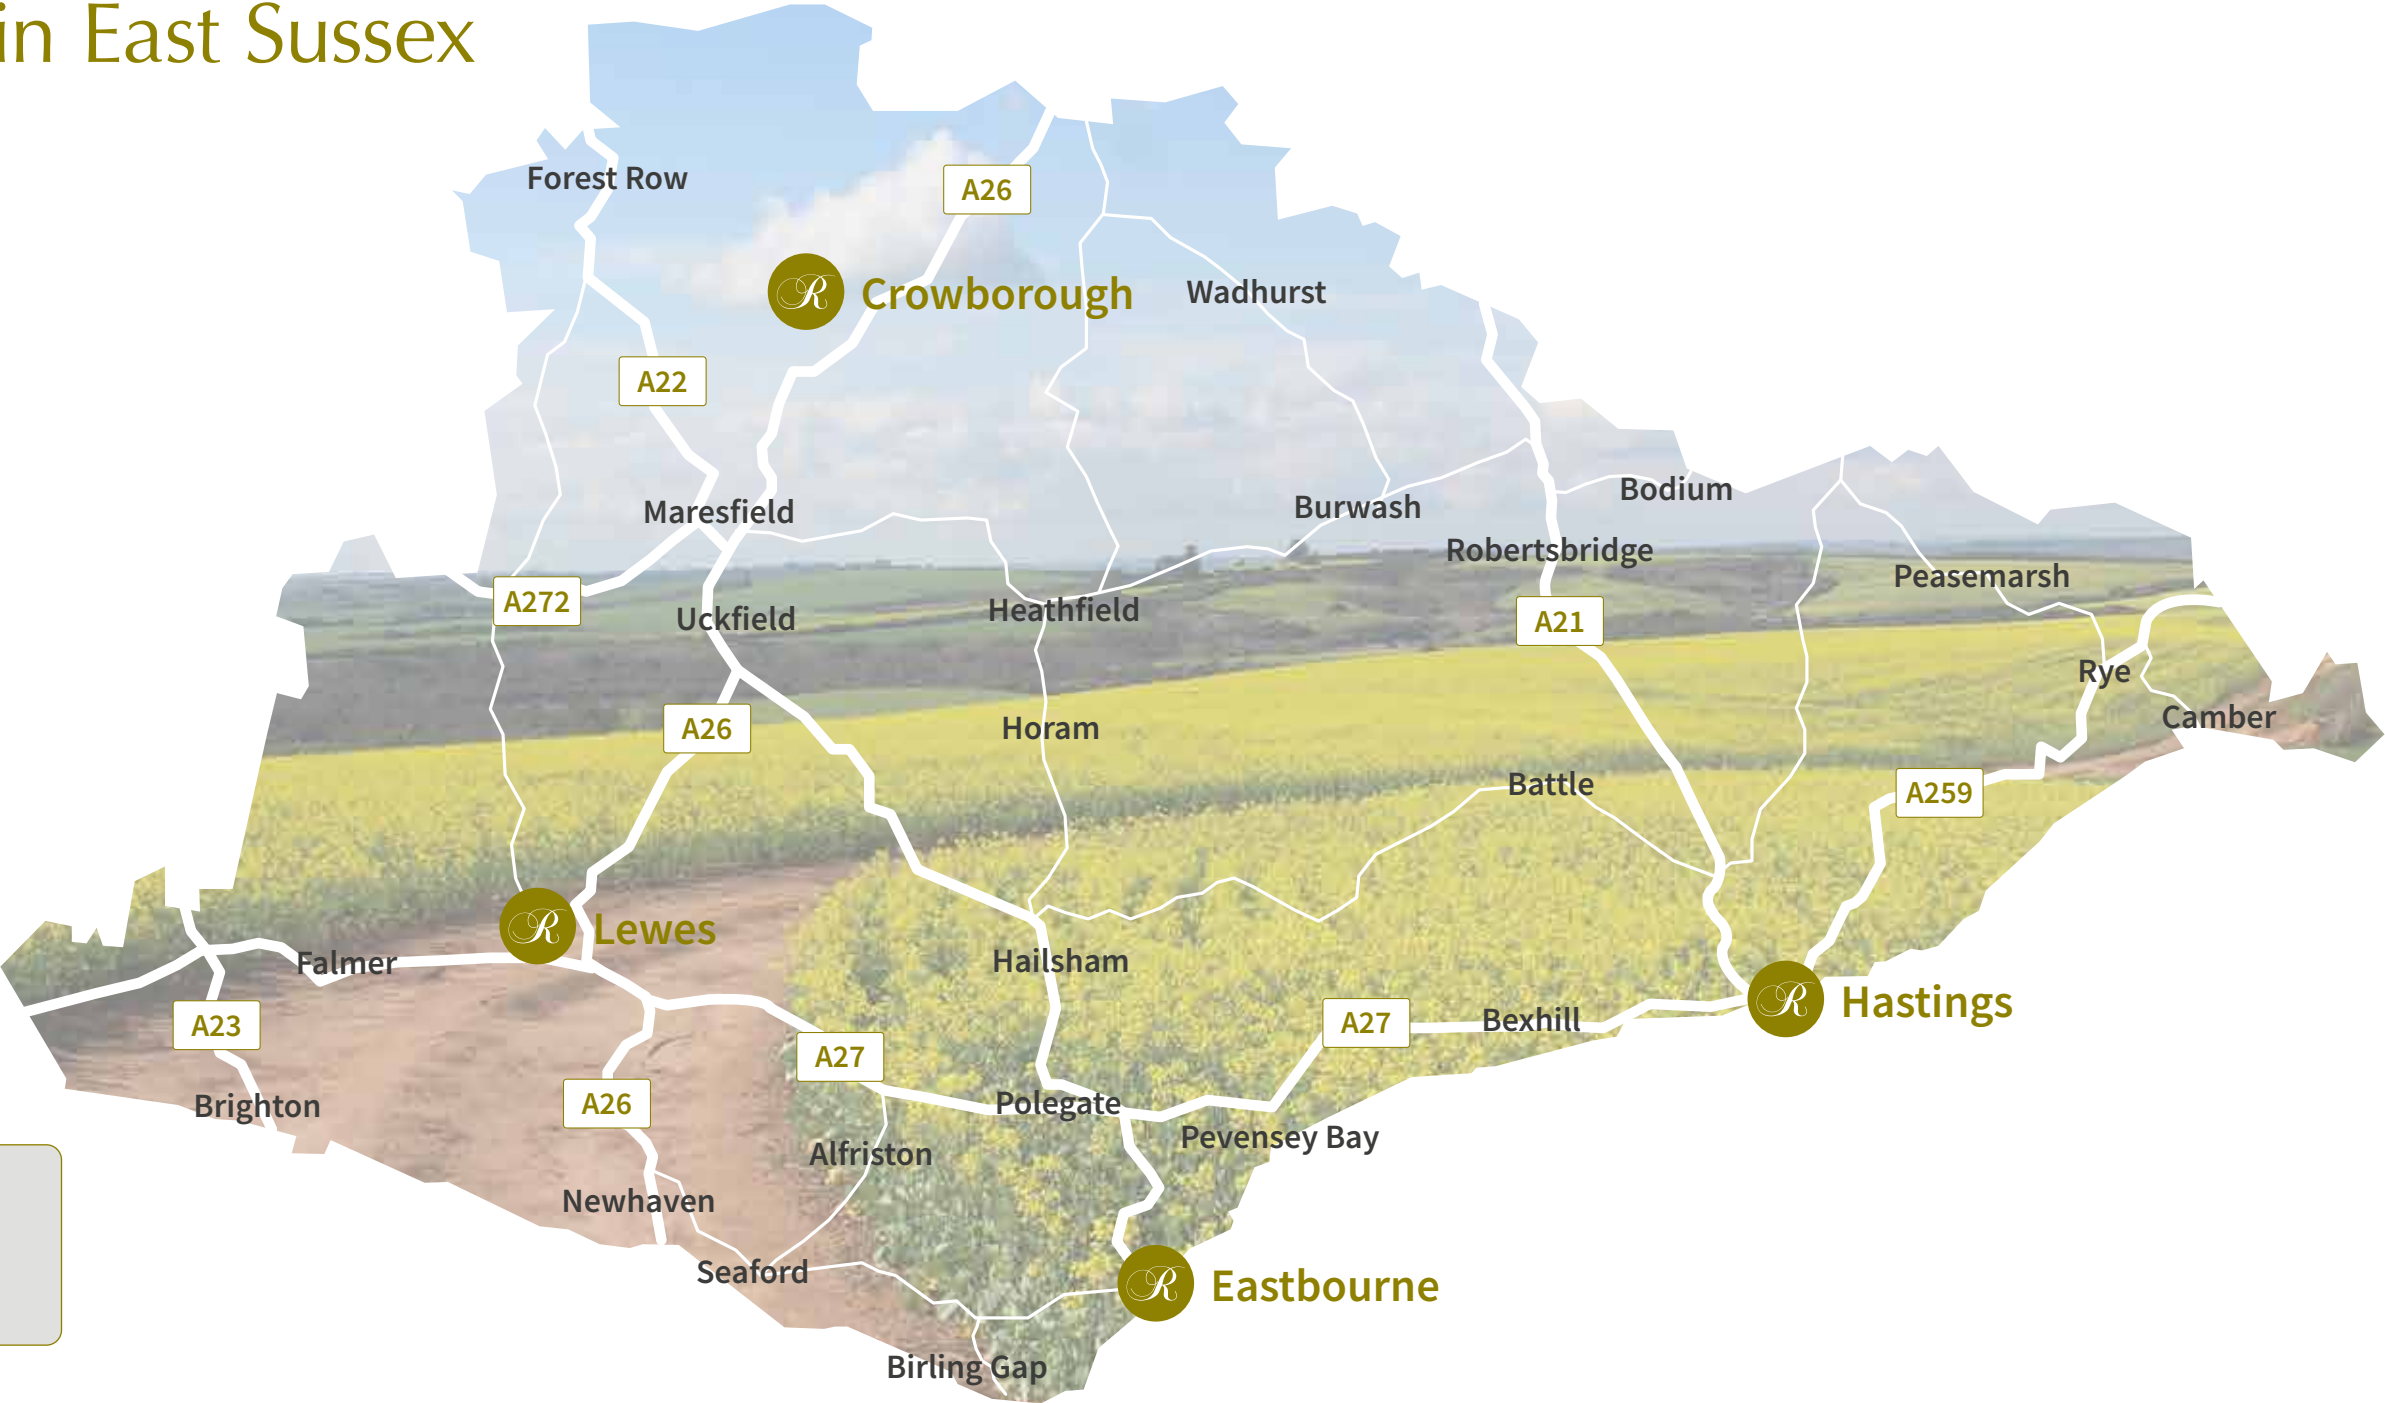 in East Sussex
Forest Row
A26
R
Crowborough
Wadhurst
A22
Maresfield
Burwash
Bodium
Robertsbridge
Peasemarsh
A272
Uckfield
Heathfield
A21
Rye
A26
Horam
Camber
Battle
A259
R
Lewes
Falmer
Hailsham
R
Hastings
A23
A27
Bexhill
A27
Brighton
A26
Polegate
Pevensey Bay
Alfriston
Newhaven
Seaford
R
Eastbourne
Birling Gap